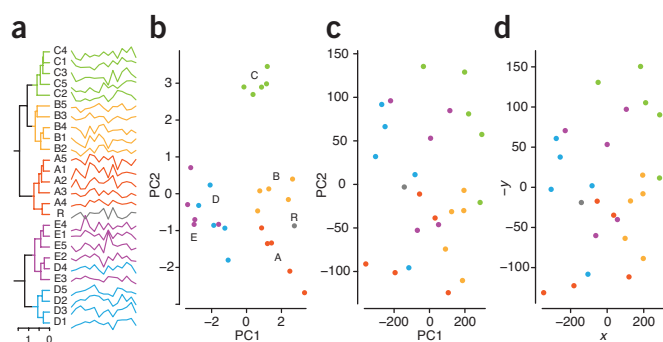 a
b
c
d
C4
C1
C3
C5
C2
B5
B3
B4
B1
B2
A5
A1
A2
A3
A4
R
E4
E1
E5
E2
D4
E3
D5
D2
D3
D1
1 0
PC2
3
2
1
0
−1
−2
C
B
D
R
E
A
−2 0 2
PC1
PC2
150
100
50
0
−50
−100
−200 0 200
PC1
−y
150
100
50
0
−50
−100
−200 0 200
x